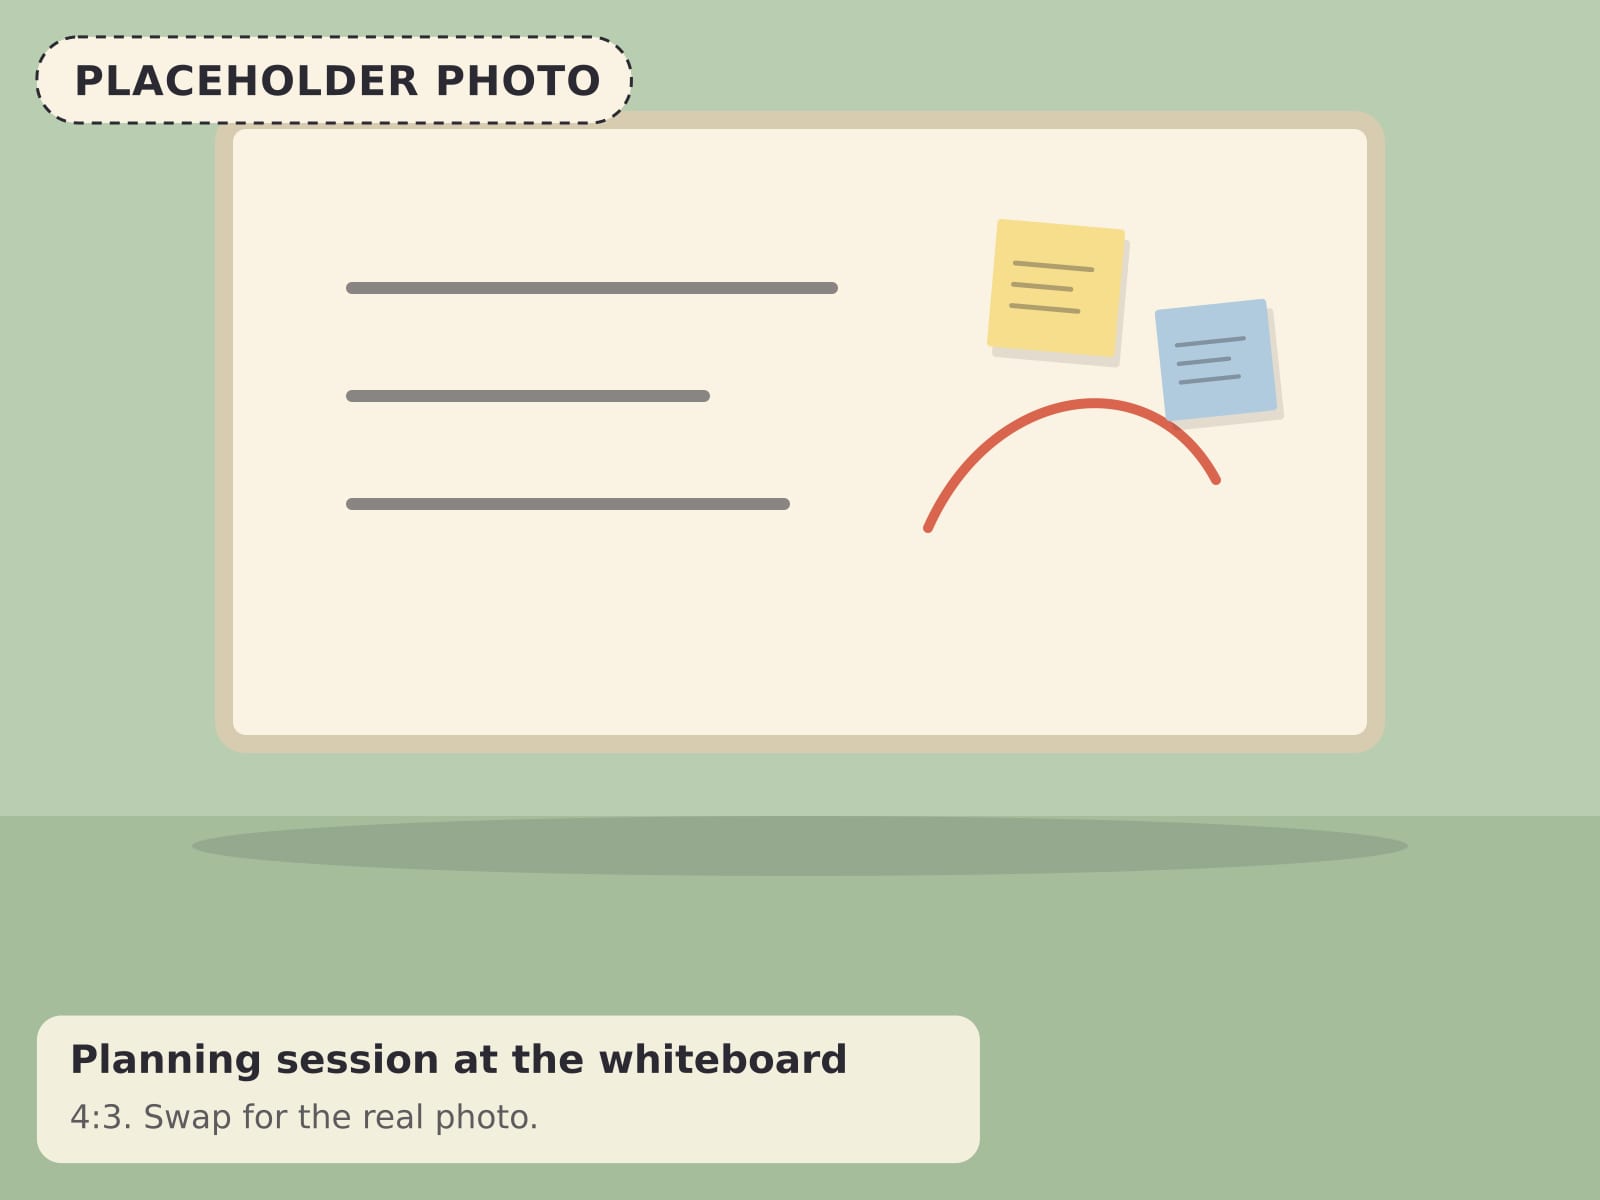 PLACEHOLDER PHOTO
Planning session at the whiteboard
4:3. Swap for the real photo.